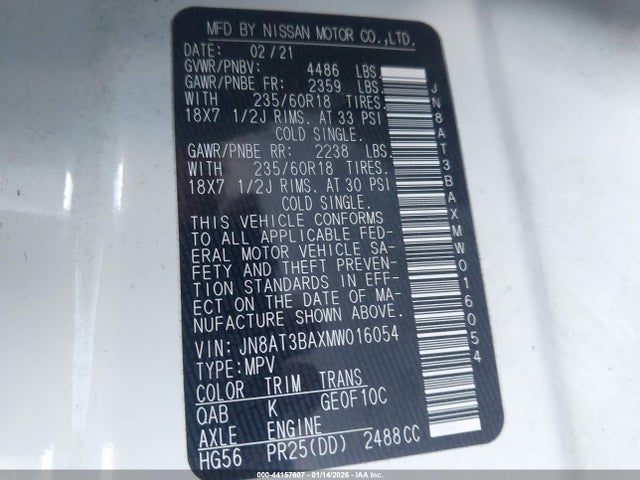 MFD BY NISSAN MOTOR CO.,LTD.
DATE: 02/21
GVWR/PNBV: 4486 LBS.
GAWR/PNBE FR: 2359 LBS.
WITH 235/60R18 TIRES.
18X7 1/2J RIMS. AT 33 PSI
COLD SINGLE.
GAWR/PNBE RR: 2238 LBS.
WITH 235/60R18 TIRES.
18X7 1/2J RIMS. AT 30 PSI
COLD SINGLE.
THIS VEHICLE CONFORMS
TO ALL APPLICABLE FED-
ERAL MOTOR VEHICLE SA-
FETY AND THEFT PREVEN-
TION STANDARDS IN EFF-
ECT ON THE DATE OF MA-
NUFACTURE SHOWN ABOVE.
VIN: JN8AT3BAXMW016054
TYPE: MPV
COLOR TRIM TRANS
QAB K GE0F10C
AXLE ENGINE
HG56 PR25(DD) 2488CC
JN8AT3BAXMW016054
000-44157607 - 01/14/2026 - IAA Inc.